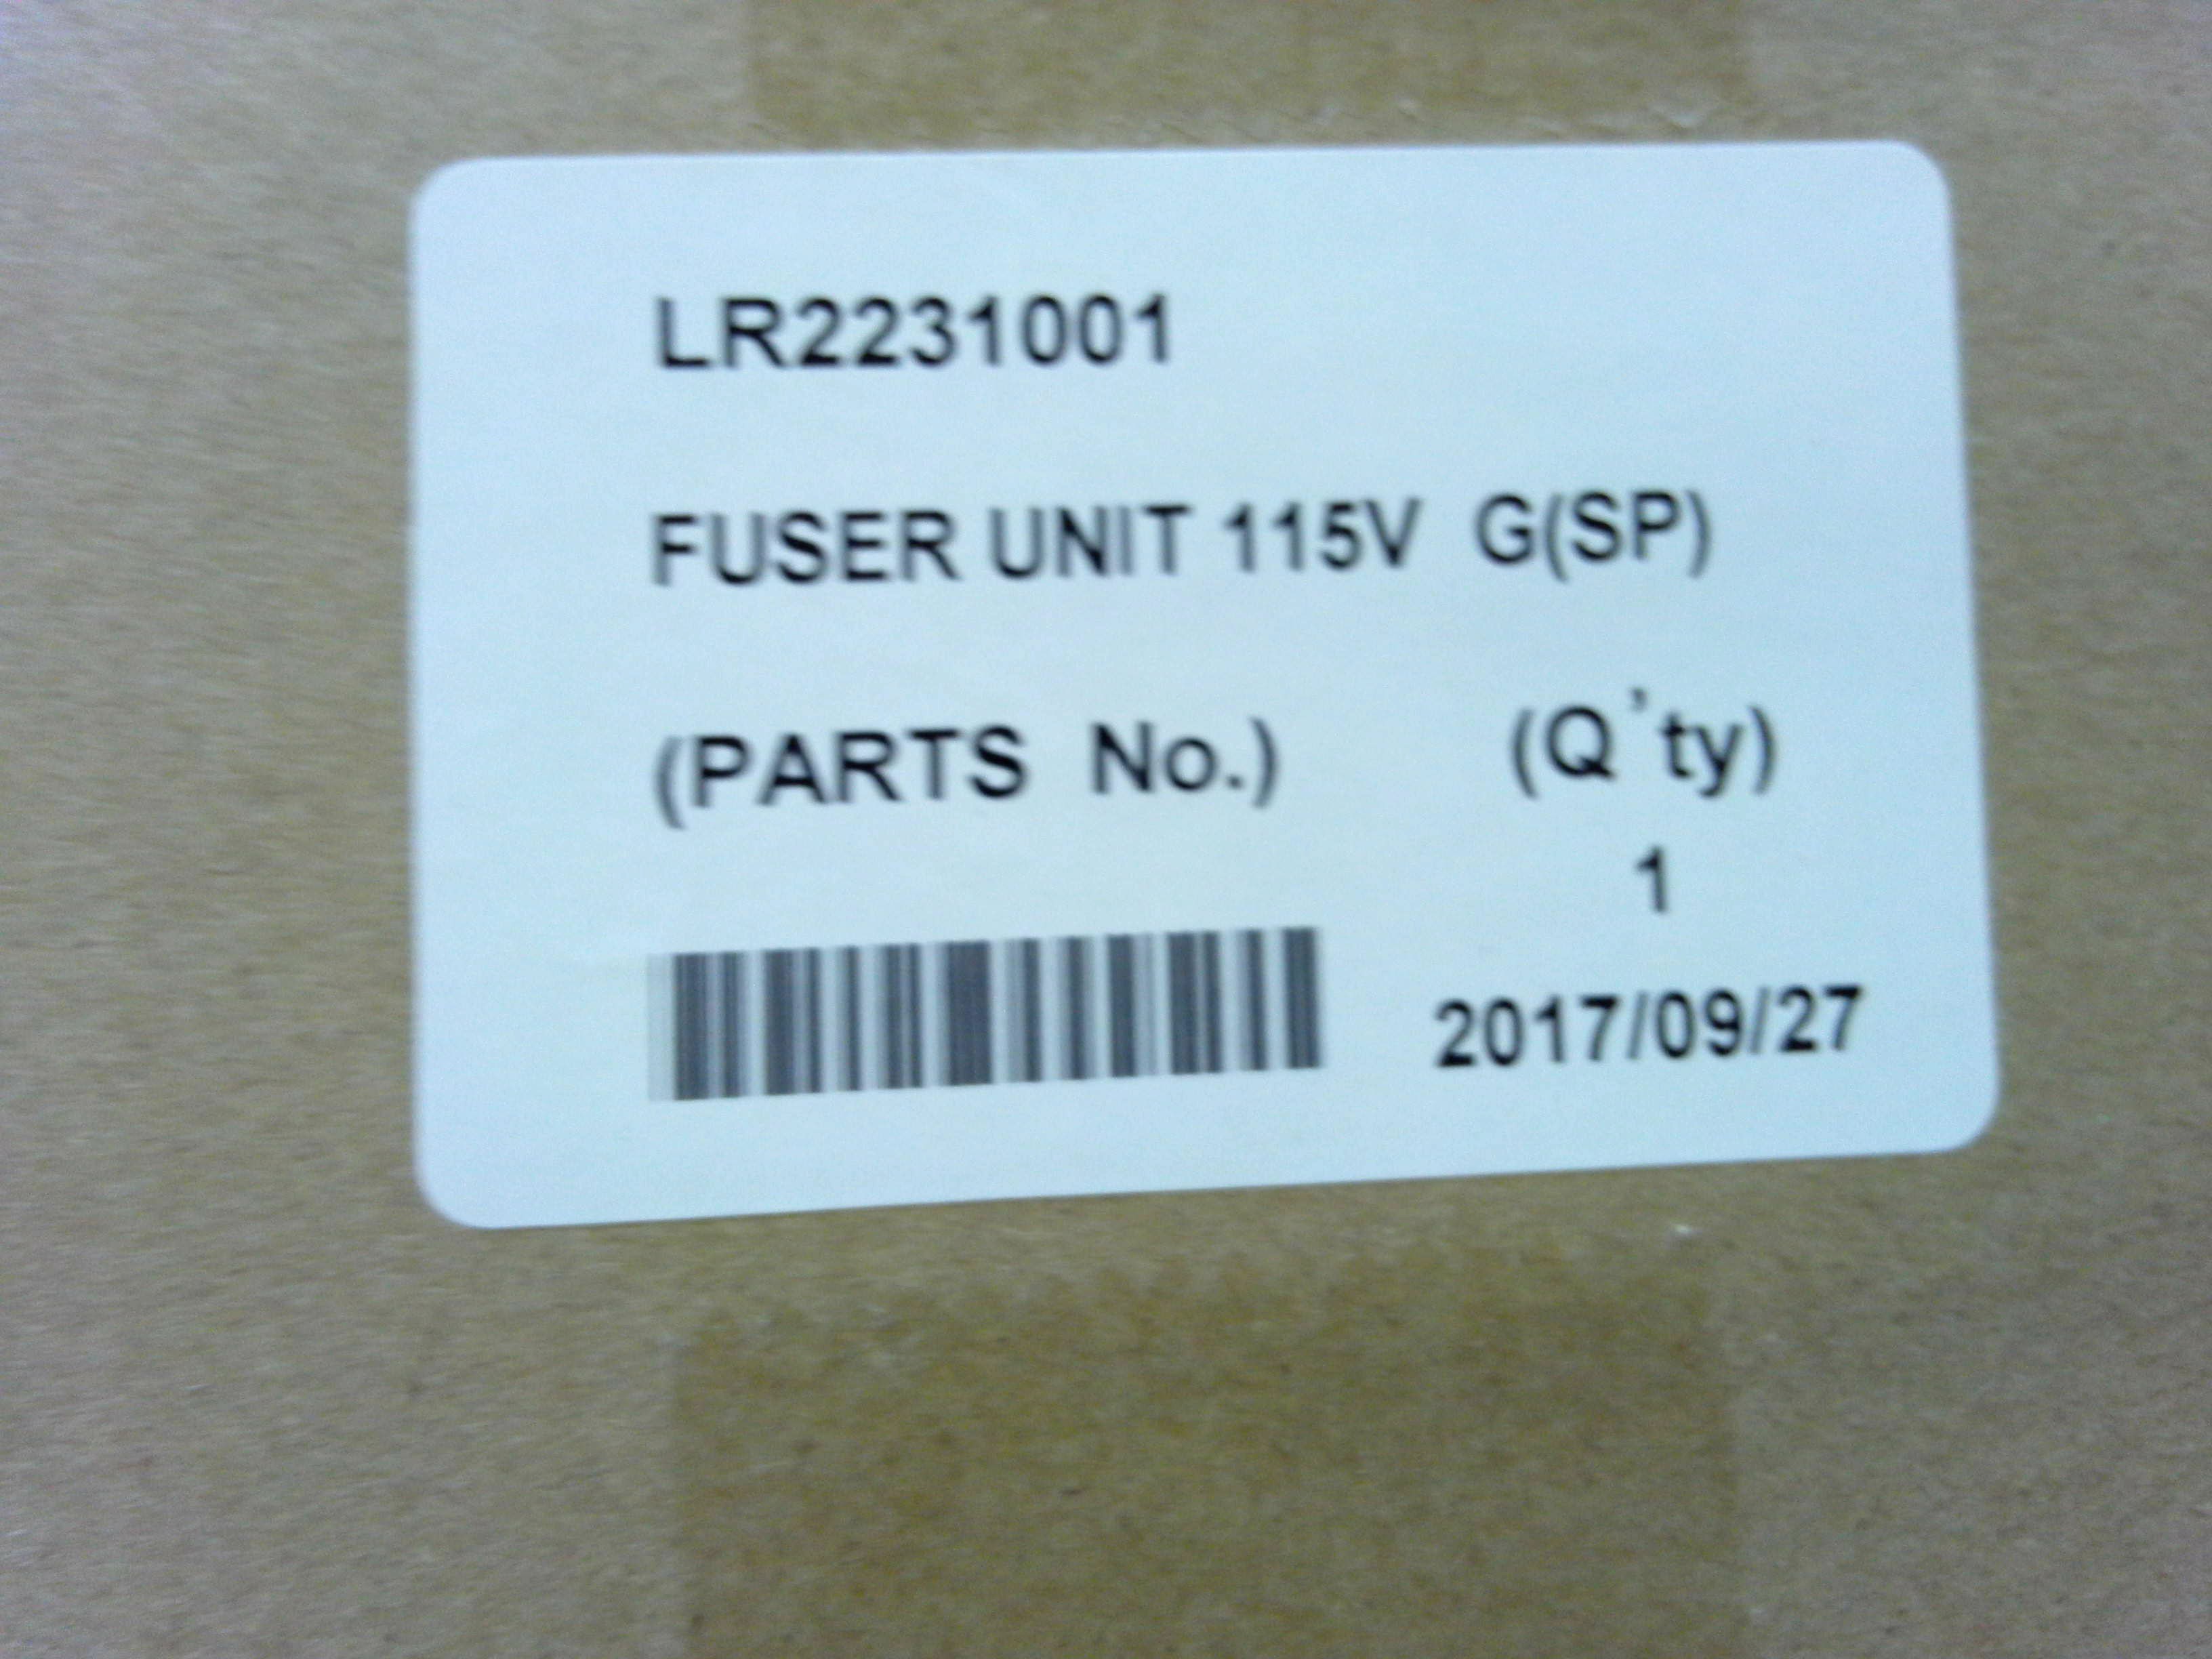 LR2231001
FUSER UNIT 115V G(SP)
(PARTS No.) (Q'ty)
1
2017/09/27